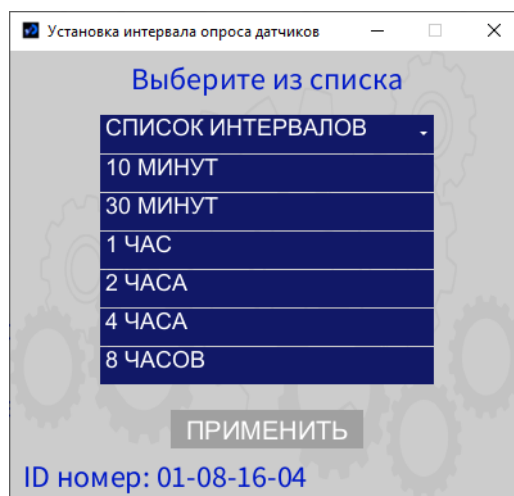 Установка интервала опроса датчиков
Выберите из списка
СПИСОК ИНТЕРВАЛОВ
10 МИНУТ
30 МИНУТ
1 ЧАС
2 ЧАСА
4 ЧАСА
8 ЧАСОВ
ПРИМЕНИТЬ
ID номер: 01-08-16-04